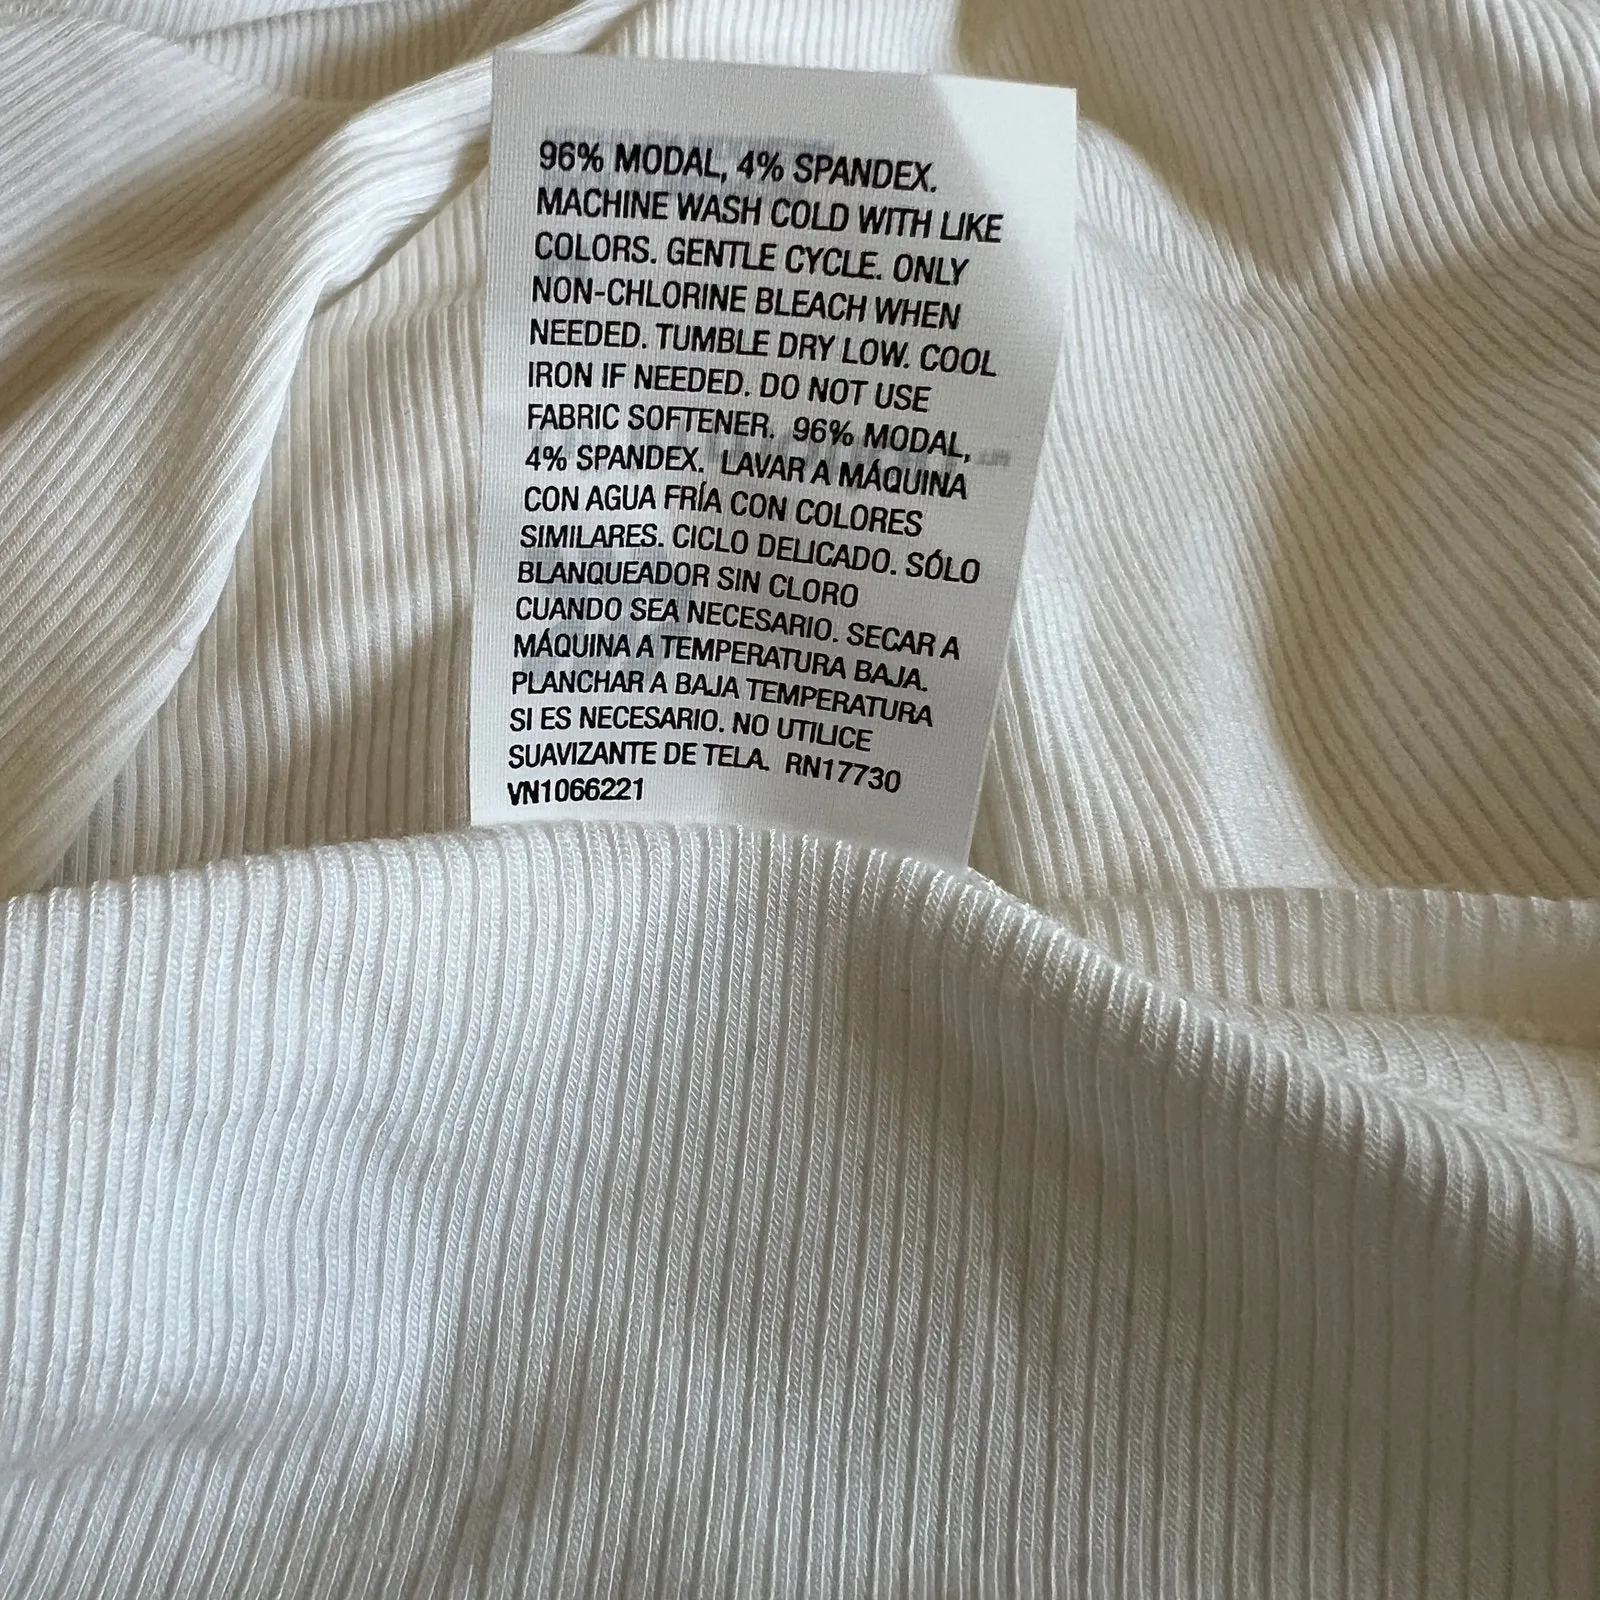 96% MODAL, 4% SPANDEX.
MACHINE WASH COLD WITH LIKE
COLORS. GENTLE CYCLE. ONLY
NON-CHLORINE BLEACH WHEN
NEEDED. TUMBLE DRY LOW. COOL
IRON IF NEEDED. DO NOT USE
FABRIC SOFTENER. 96% MODAL,
4% SPANDEX. LAVAR A MÁQUINA
CON AGUA FRÍA CON COLORES
SIMILARES. CICLO DELICADO. SÓLO
BLANQUEADOR SIN CLORO
CUANDO SEA NECESARIO. SECAR A
MÁQUINA A TEMPERATURA BAJA.
PLANCHAR A BAJA TEMPERATURA
SI ES NECESARIO. NO UTILICE
SUAVIZANTE DE TELA. RN17730
VN1066221